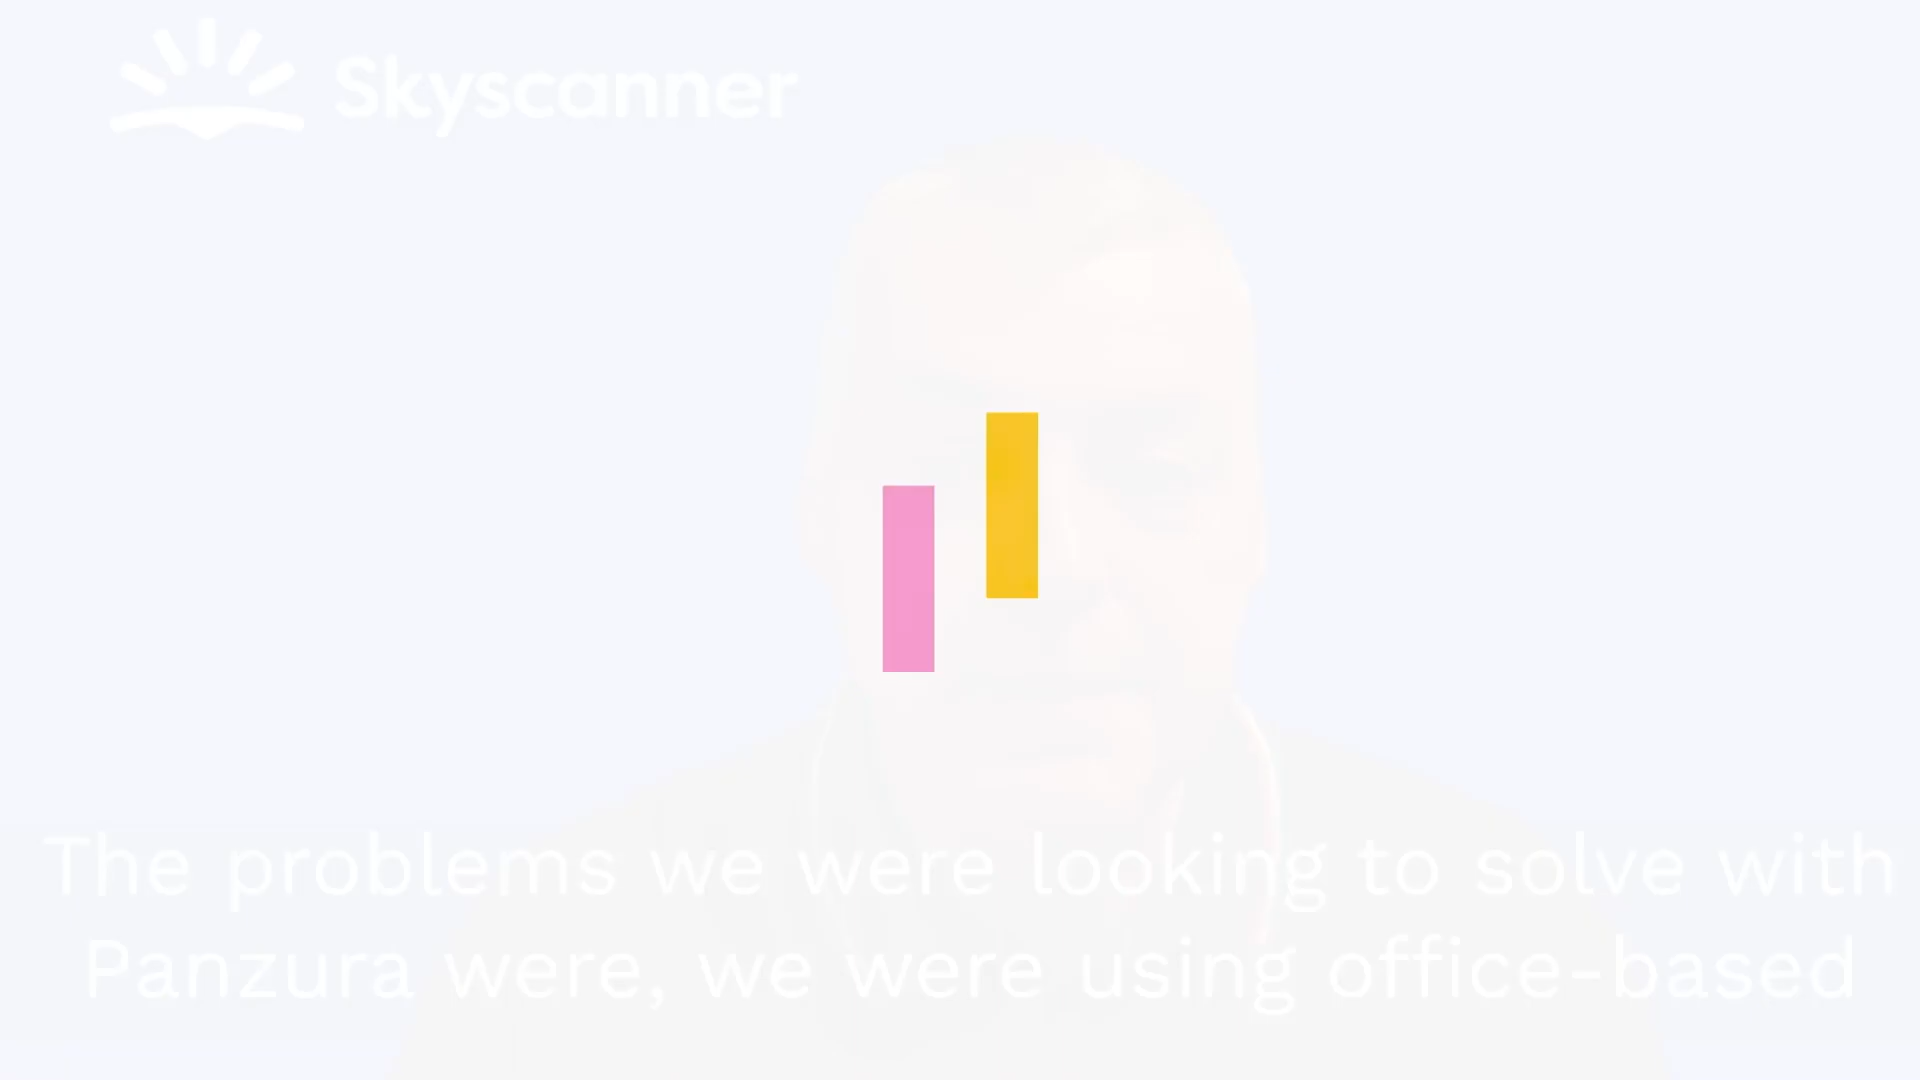 Skyscanner
The problems we were looking to solve with
Panzura were, we were using office-based